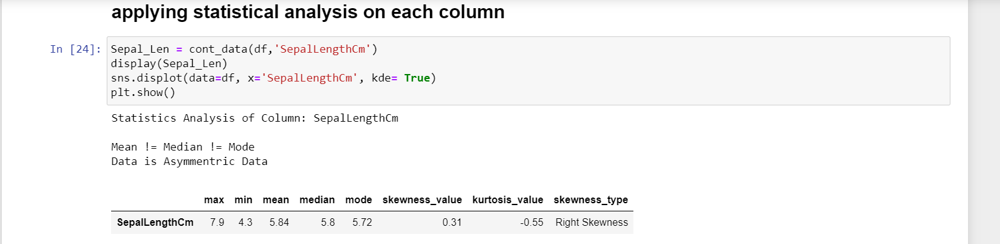 applying statistical analysis on each column
In [24]: Sepal_Len = cont_data(df,'SepalLengthCm')
display(Sepal_Len)
sns.displot(data=df, x='SepalLengthCm', kde= True)
plt.show()
Statistics Analysis of Column: SepalLengthCm
Mean != Median != Mode
Data is Asymmentric Data
max min mean median mode skewness_value kurtosis_value skewness_type
SepalLengthCm 7.9 4.3 5.84 5.8 5.72 0.31 -0.55 Right Skewness